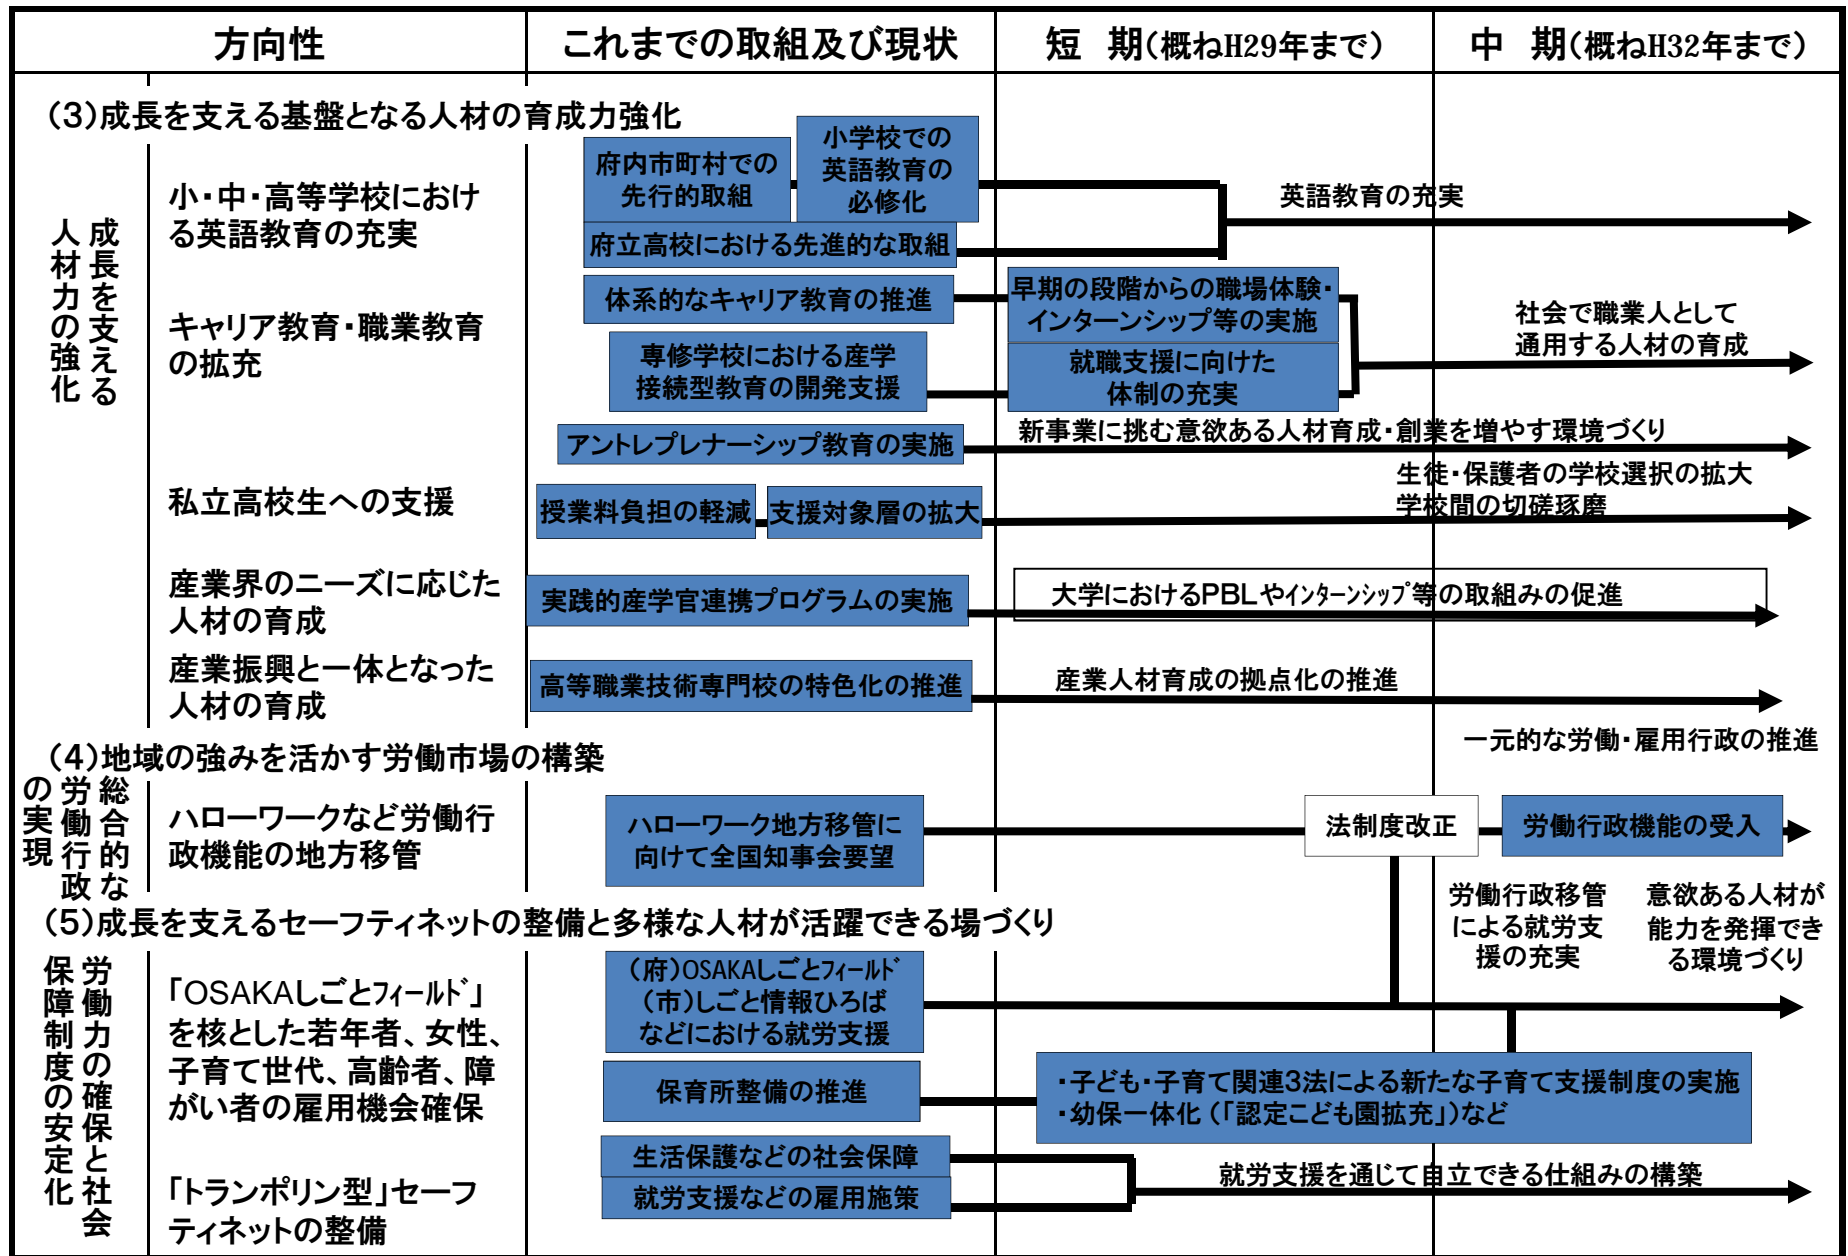 方向性
これまでの取組及び現状
短　期(概ねH29年まで)
中　期(概ねH32年まで)
(3)成長を支える基盤となる人材の育成力強化
成長を支える
人材力の強化
小・中・高等学校におけ
る英語教育の充実
府内市町村での
先行的取組
小学校での
英語教育の
必修化
府立高校における先進的な取組
英語教育の充実
キャリア教育・職業教育
の拡充
体系的なキャリア教育の推進
早期の段階からの職場体験・
インターンシップ等の実施
専修学校における産学
接続型教育の開発支援
就職支援に向けた
体制の充実
社会で職業人として
通用する人材の育成
アントレプレナーシップ教育の実施
新事業に挑む意欲ある人材育成・創業を増やす環境づくり
私立高校生への支援
授業料負担の軽減
支援対象層の拡大
生徒・保護者の学校選択の拡大
学校間の切磋琢磨
産業界のニーズに応じた
人材の育成
実践的産学官連携プログラムの実施
大学におけるPBLやインターンシップ等の取組みの促進
産業振興と一体となった
人材の育成
高等職業技術専門校の特色化の推進
産業人材育成の拠点化の推進
(4)地域の強みを活かす労働市場の構築
一元的な労働・雇用行政の推進
総合的な
労働行政
の実現
ハローワークなど労働行
政機能の地方移管
ハローワーク地方移管に
向けて全国知事会要望
法制度改正
労働行政機能の受入
労働行政移管
による就労支
援の充実
意欲ある人材が
能力を発揮でき
る環境づくり
(5)成長を支えるセーフティネットの整備と多様な人材が活躍できる場づくり
労働力の確保と社会
保障制度の安定化
「OSAKAしごとフィールド」
を核とした若年者、女性、
子育て世代、高齢者、障
がい者の雇用機会確保
(府)OSAKAしごとフィールド
(市)しごと情報ひろば
などにおける就労支援
保育所整備の推進
・子ども・子育て関連3法による新たな子育て支援制度の実施
・幼保一体化(「認定こども園拡充」)など
「トランポリン型」セーフ
ティネットの整備
生活保護などの社会保障
就労支援などの雇用施策
就労支援を通じて自立できる仕組みの構築